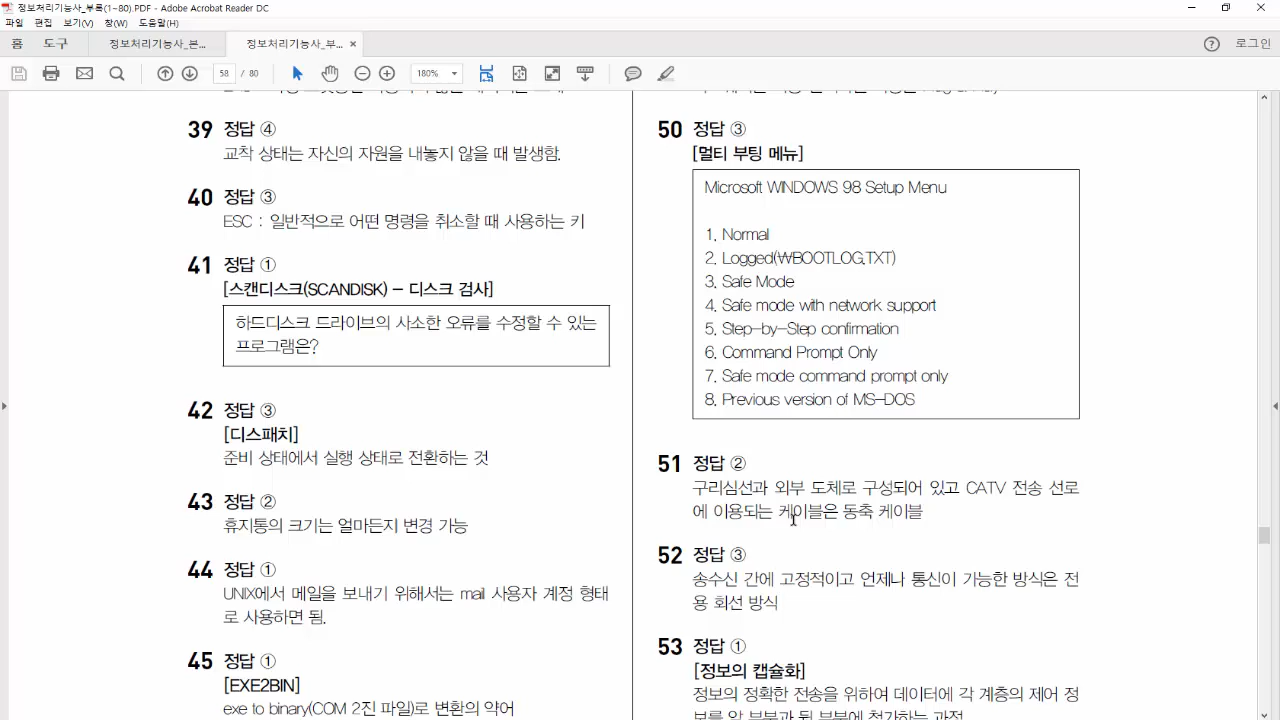 정보처리기능사_부록(1~80).PDF - Adobe Acrobat Reader DC
파일 편집 보기(V) 창(W) 도움말(H)
홈 도구 정보처리기능사_본... 정보처리기능사_부... × 로그인
58 / 80 180%
39 정답 ④
교착 상태는 자신의 자원을 내놓지 않을 때 발생함.
40 정답 ③
ESC : 일반적으로 어떤 명령을 취소할 때 사용하는 키
41 정답 ①
[스캔디스크(SCANDISK) - 디스크 검사]
하드디스크 드라이브의 사소한 오류를 수정할 수 있는
프로그램은?
42 정답 ③
[디스패치]
준비 상태에서 실행 상태로 전환하는 것
43 정답 ②
휴지통의 크기는 얼마든지 변경 가능
44 정답 ①
UNIX에서 메일을 보내기 위해서는 mail 사용자 계정 형태
로 사용하면 됨.
45 정답 ①
[EXE2BIN]
exe to binary(COM 2진 파일)로 변환의 약어
50 정답 ③
[멀티 부팅 메뉴]
Microsoft WINDOWS 98 Setup Menu
1. Normal
2. Logged(₩BOOTLOG.TXT)
3. Safe Mode
4. Safe mode with network support
5. Step-by-Step confirmation
6. Command Prompt Only
7. Safe mode command prompt only
8. Previous version of MS-DOS
51 정답 ②
구리심선과 외부 도체로 구성되어 있고 CATV 전송 선로
에 이용되는 케이블은 동축 케이블
52 정답 ③
송수신 간에 고정적이고 언제나 통신이 가능한 방식은 전
용 회선 방식
53 정답 ①
[정보의 캡슐화]
정보의 정확한 전송을 위하여 데이터에 각 계층의 제어 정
보를 앞 부분과 뒷 부분에 첨가하는 과정